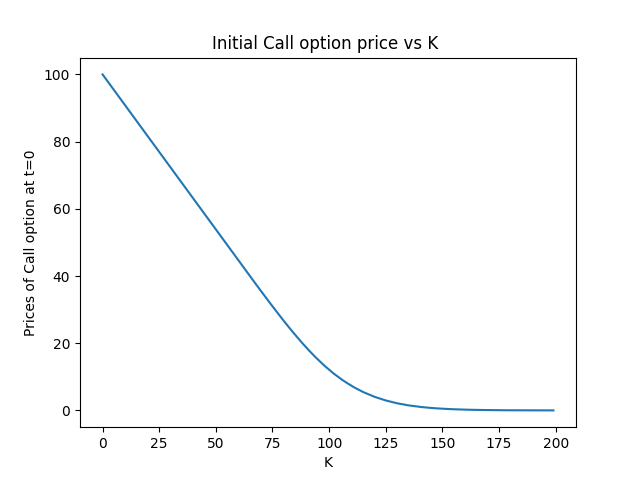 Initial Call option price vs K
Prices of Call option at t=0
100
80
60
40
20
0
0 25 50 75 100 125 150 175 200
K